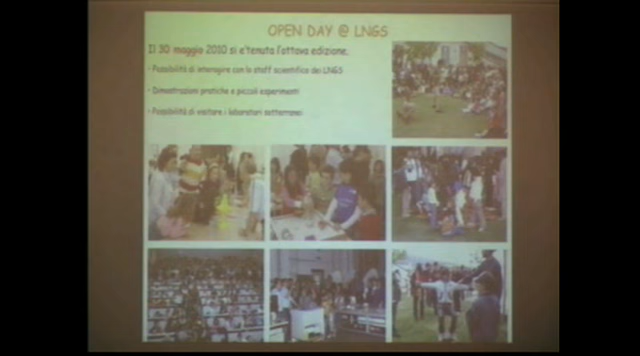 OPEN DAY @ LNGS
Il 30 maggio 2010 si e'tenuta l'ottava edizione.
• Possibilità di interagire con lo staff scientifico dei LNGS
• Dimostrazioni pratiche e piccoli esperimenti
• Possibilità di visitare i laboratori sotterranei